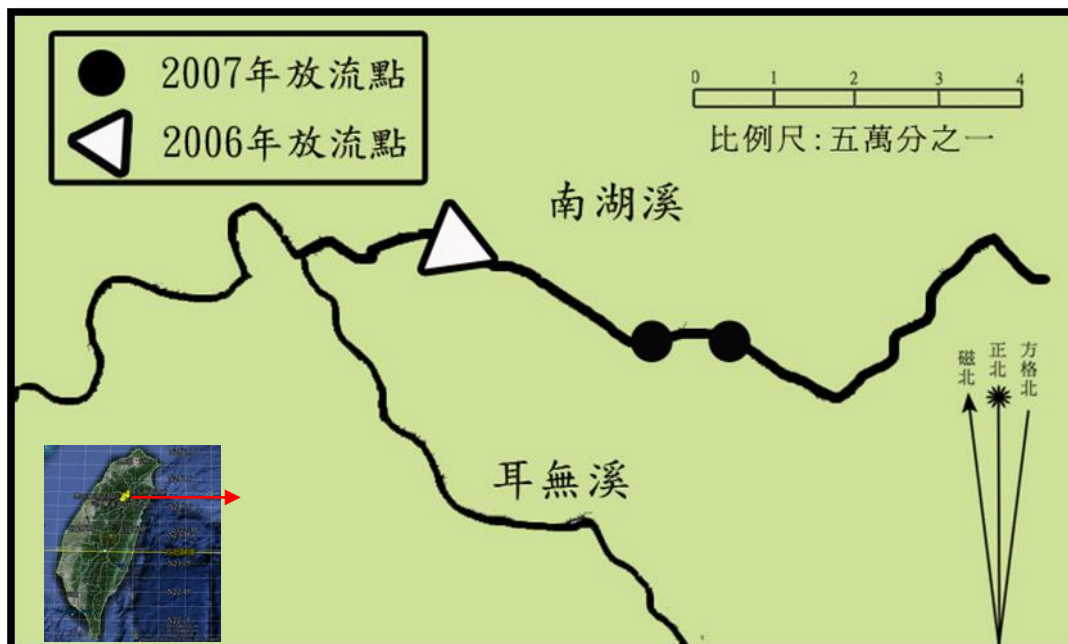 2007年放流點
2006年放流點
0 1 2 3 4
比例尺:五萬分之一
南湖溪
耳無溪
磁北
正北
方格北